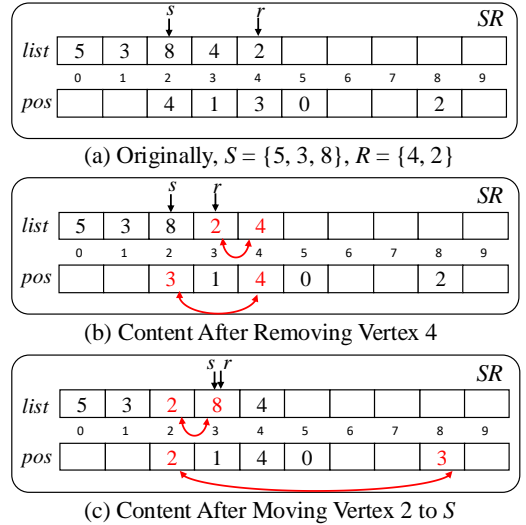 s r SR
list 5 3 8 4 2
0 1 2 3 4 5 6 7 8 9
pos 4 1 3 0 2
(a) Originally, S = {5, 3, 8}, R = {4, 2}
s r SR
list 5 3 8 2 4
0 1 2 3 4 5 6 7 8 9
pos 3 1 4 0 2
(b) Content After Removing Vertex 4
s r SR
list 5 3 2 8 4
0 1 2 3 4 5 6 7 8 9
pos 2 1 4 0 3
(c) Content After Moving Vertex 2 to S